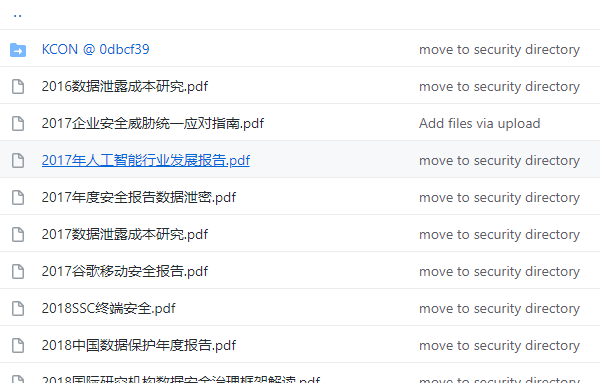 ..
KCON @ 0dbcf39 move to security directory
2016数据泄露成本研究.pdf move to security directory
2017企业安全威胁统一应对指南.pdf Add files via upload
2017年人工智能行业发展报告.pdf move to security directory
2017年度安全报告数据泄密.pdf move to security directory
2017数据泄露成本研究.pdf move to security directory
2017谷歌移动安全报告.pdf move to security directory
2018SSC终端安全.pdf move to security directory
2018中国数据保护年度报告.pdf move to security directory
2018国际研究机构数据安全治理框架解读.pdf move to security directory